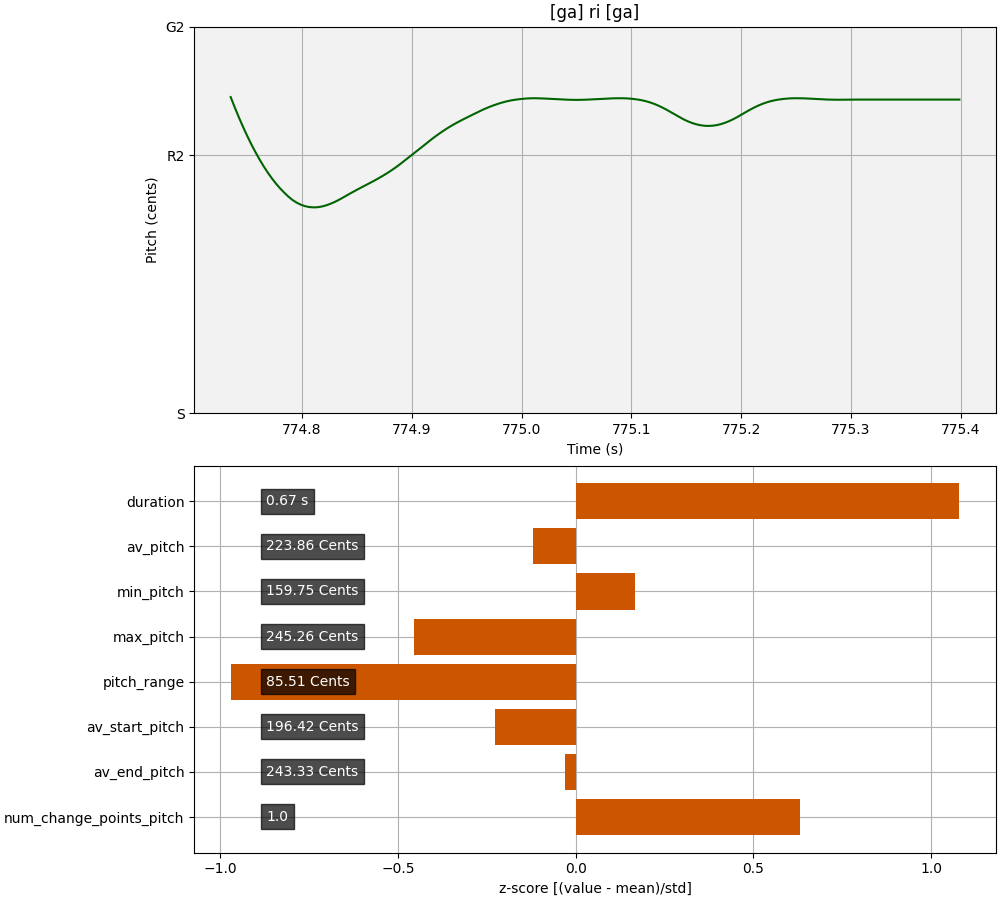 [ga] ri [ga]
G2
R2
S
Pitch (cents)
774.8 774.9 775.0 775.1 775.2 775.3 775.4
Time (s)
duration 0.67 s
av_pitch 223.86 Cents
min_pitch 159.75 Cents
max_pitch 245.26 Cents
pitch_range 85.51 Cents
av_start_pitch 196.42 Cents
av_end_pitch 243.33 Cents
num_change_points_pitch 1.0
−1.0 −0.5 0.0 0.5 1.0
z-score [(value - mean)/std]